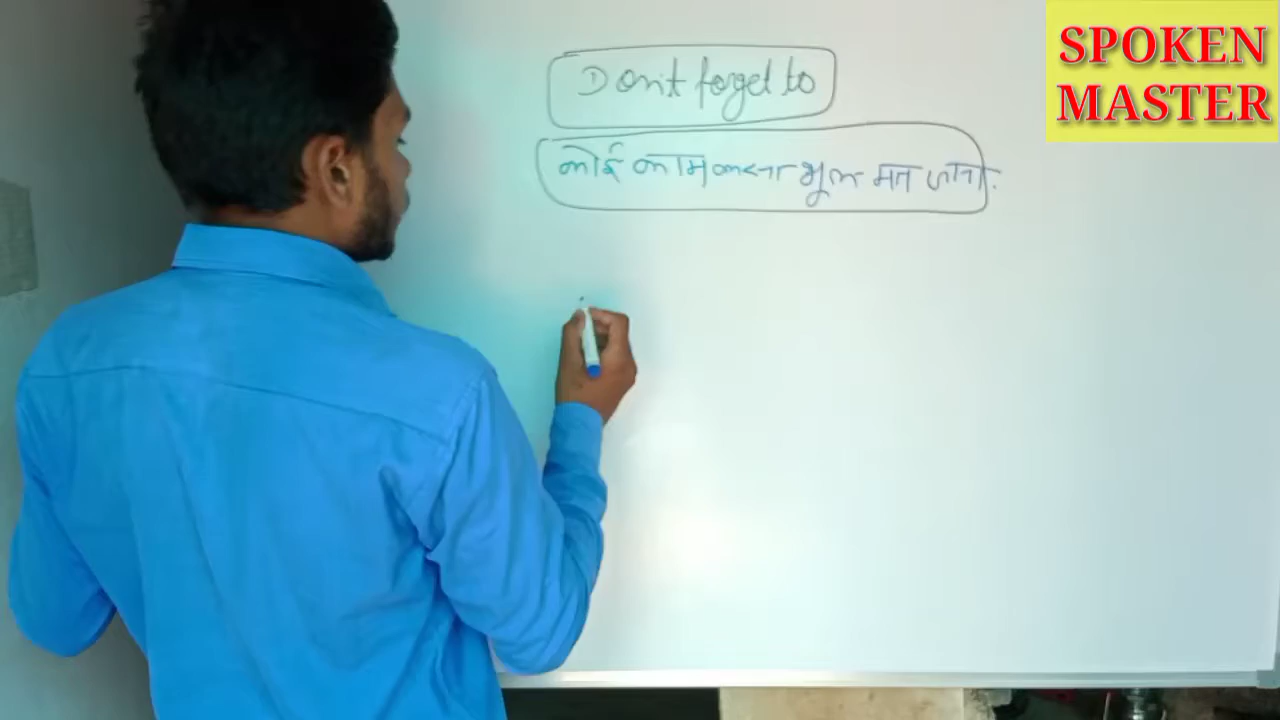 Don't forget to
कोई काम करना भूल मत जाना.
SPOKEN
MASTER